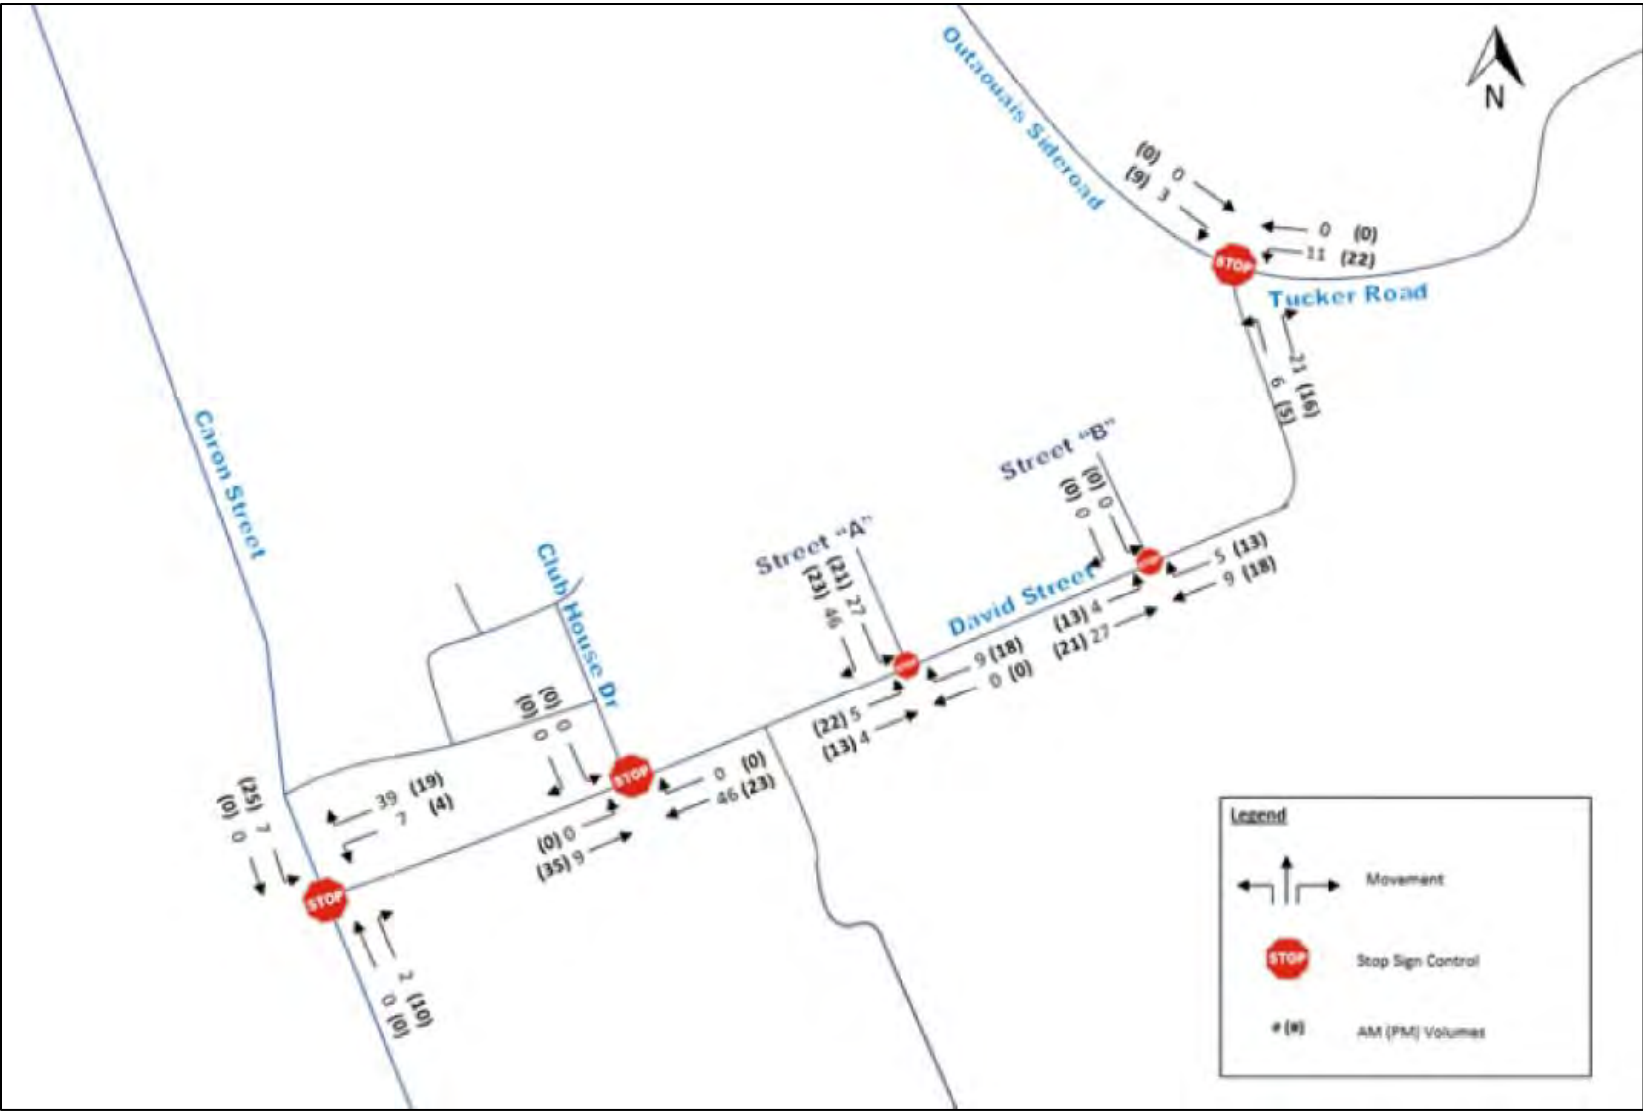 Outaouais Sideroad
N
(0) 0
(9) 3
0 (0)
11 (22)
STOP
Tucker Road
21 (16)
6 (5)
Caron Street
Street "B"
(0) 0
(0) 0
Street "A"
(21) 27
(23) 46
5 (13)
9 (18)
David Street
(13) 4
(21) 27
9 (18)
0 (0)
Club House Dr
(22) 5
(13) 4
(0) 0
(0) 0
STOP
0 (0)
46 (23)
(0) 0
(35) 9
39 (19)
7 (4)
(25) 7
(0) 0
STOP
2 (10)
0 (0)
Legend
Movement
STOP
Stop Sign Control
# (#)
AM (PM) Volumes